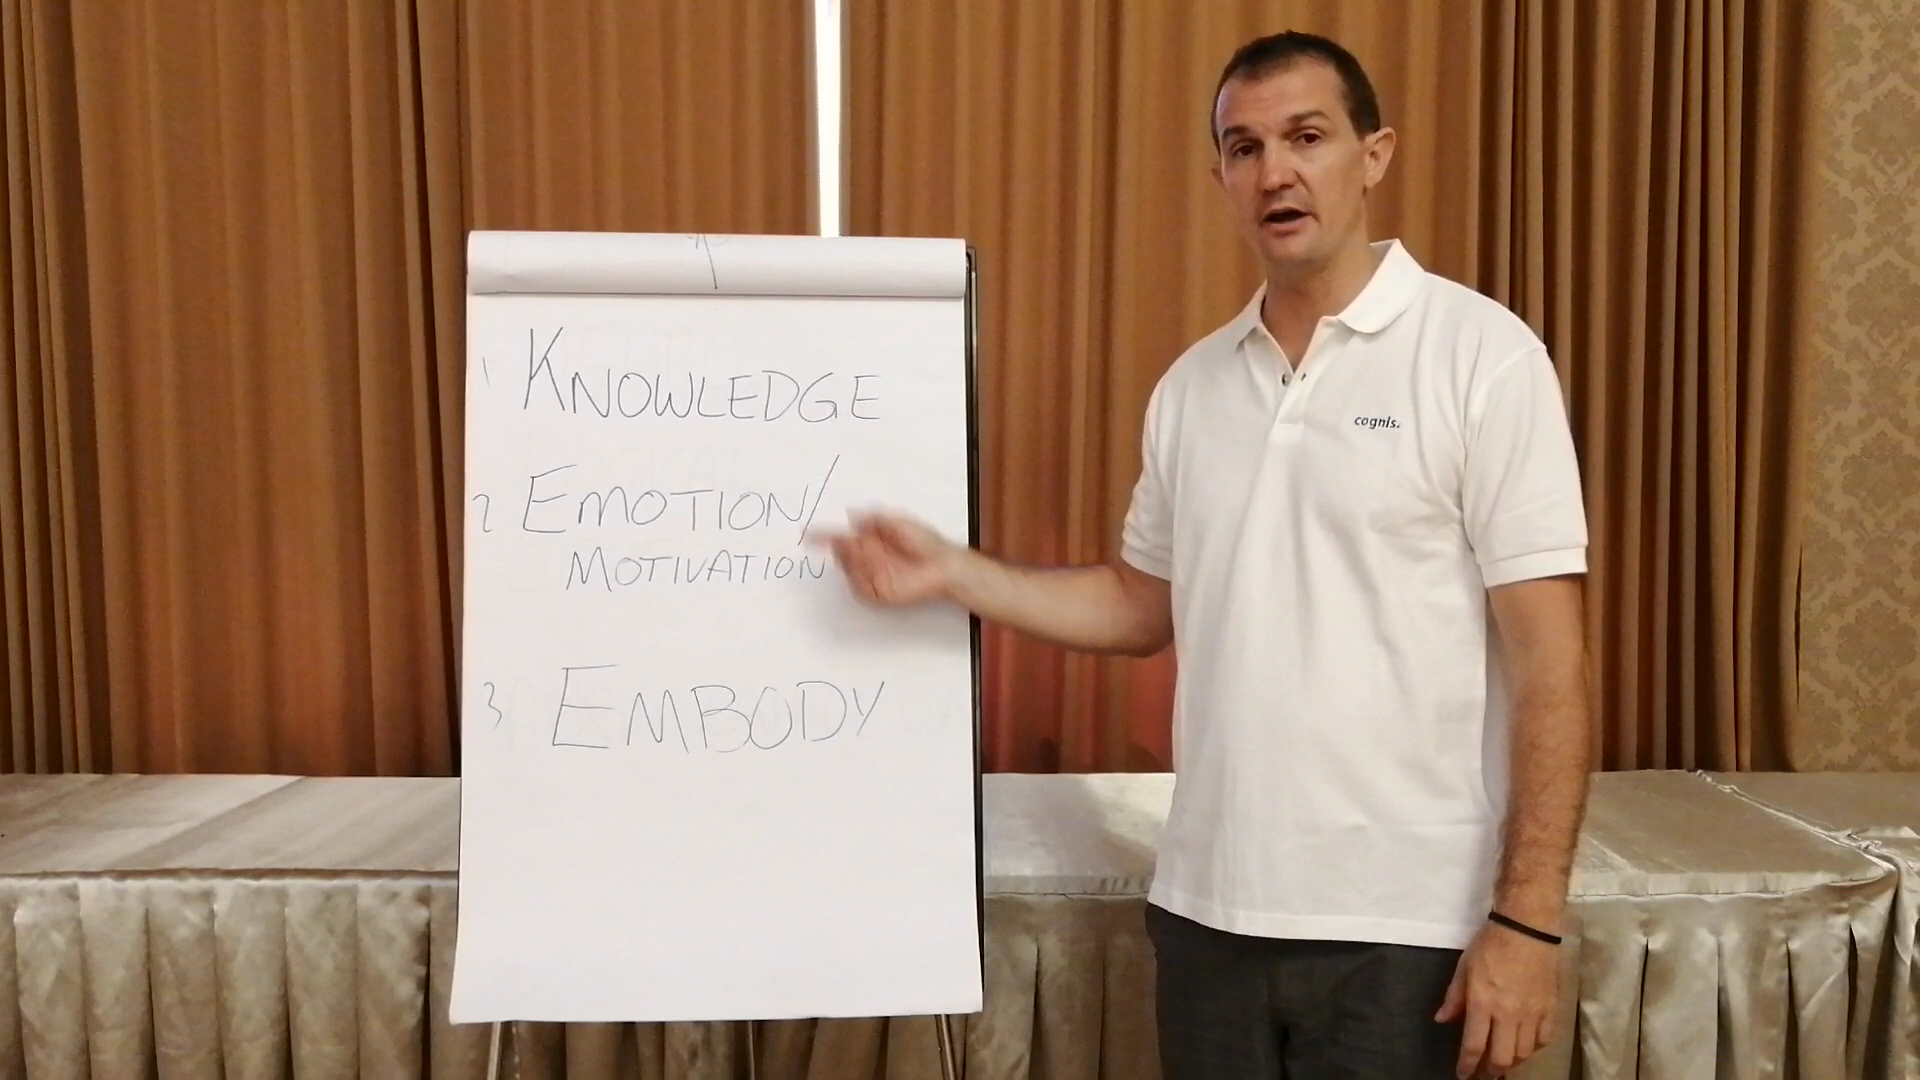 1 KNOWLEDGE
2 EMOTION/
MOTIVATION
3 EMBODY
cognis.